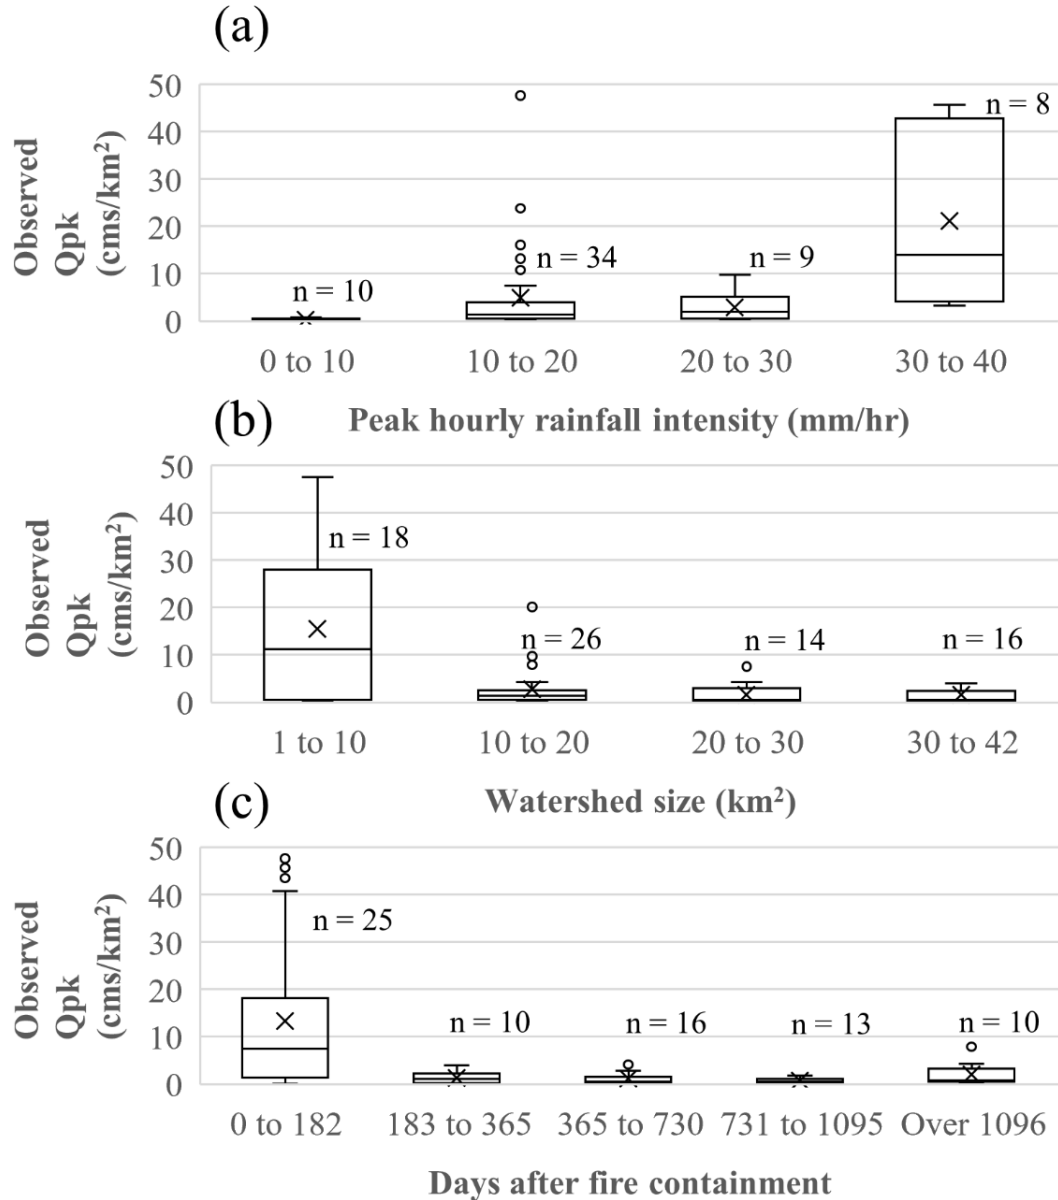 (a)
Observed
Qpk
(cms/km²)
50
40
30
20
10
0
n = 10
n = 34
n = 9
n = 8
0 to 10
10 to 20
20 to 30
30 to 40
Peak hourly rainfall intensity (mm/hr)
(b)
Observed
Qpk
(cms/km²)
50
40
30
20
10
0
n = 18
n = 26
n = 14
n = 16
1 to 10
10 to 20
20 to 30
30 to 42
Watershed size (km²)
(c)
Observed
Qpk
(cms/km²)
50
40
30
20
10
0
n = 25
n = 10
n = 16
n = 13
n = 10
0 to 182
183 to 365
365 to 730
731 to 1095
Over 1096
Days after fire containment